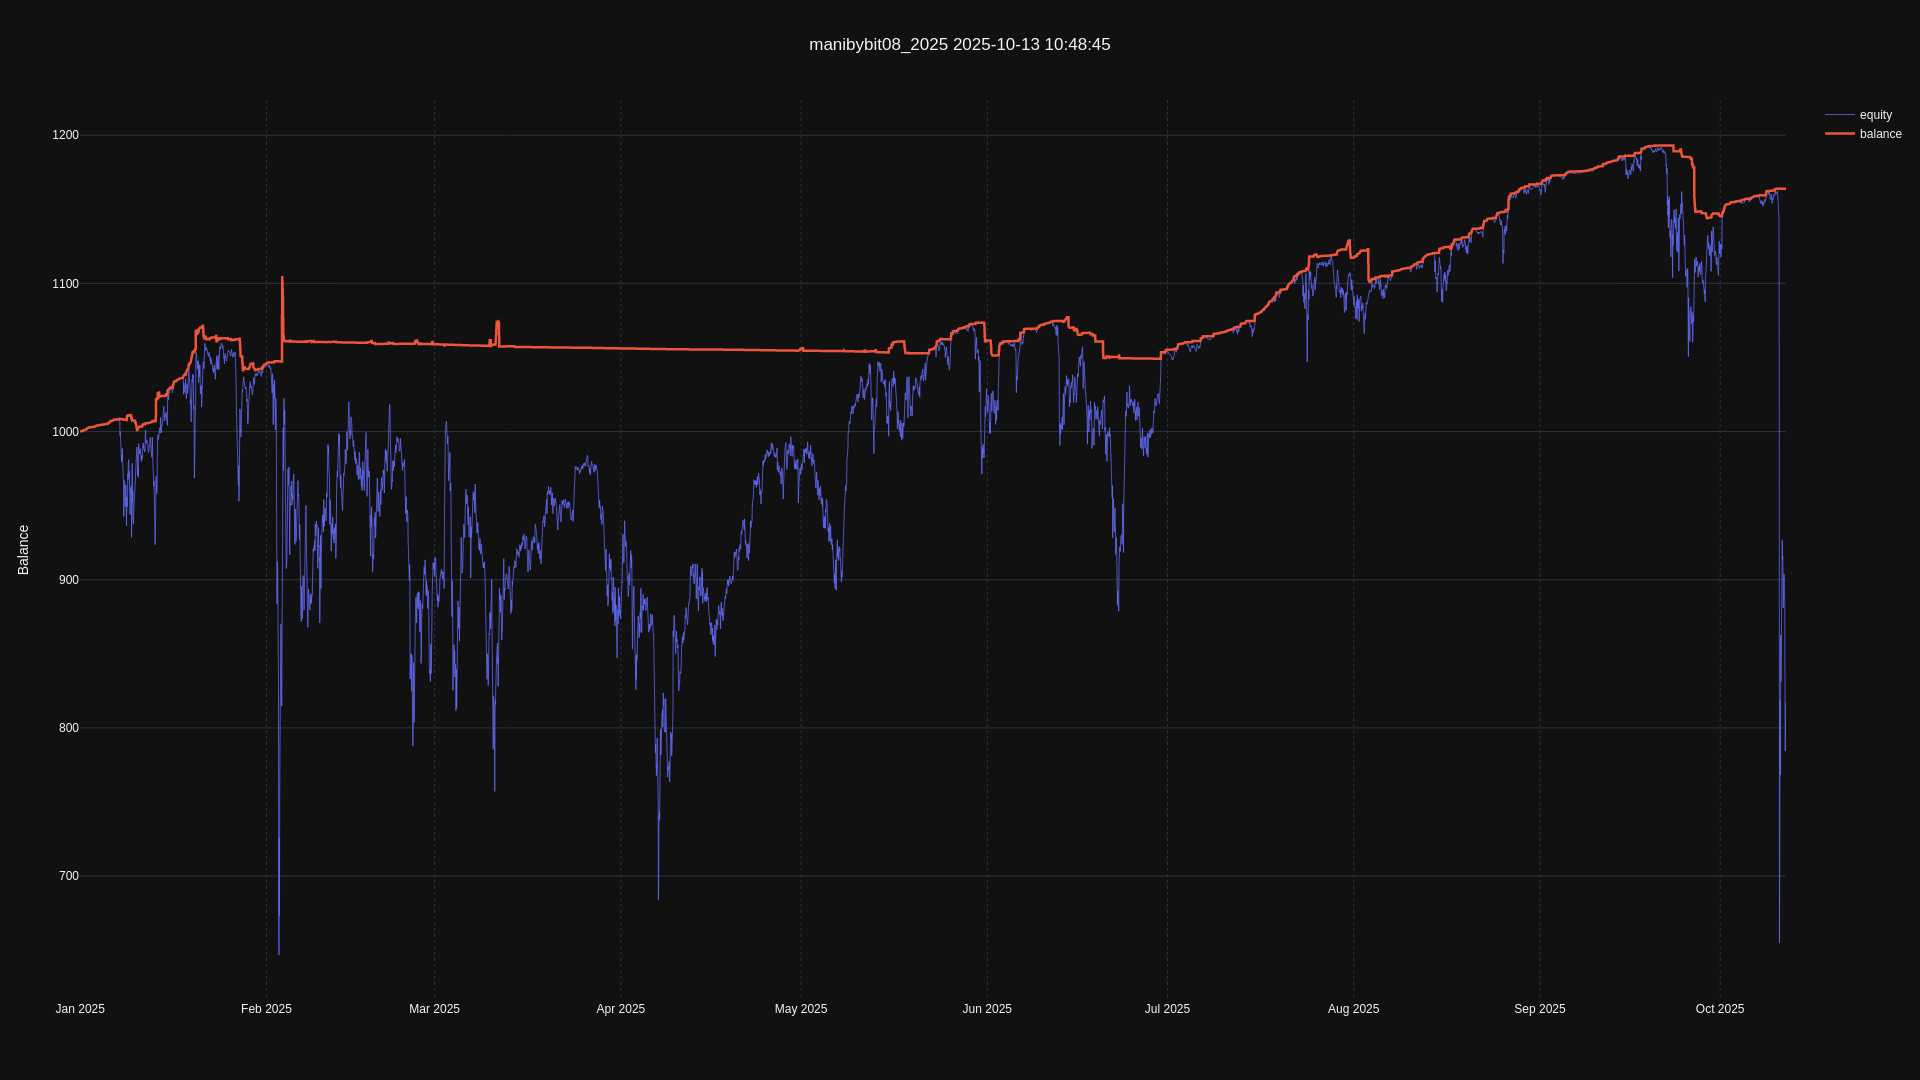 manibybit08_2025 2025-10-13 10:48:45
equity
balance
Balance
1200
1100
1000
900
800
700
Jan 2025
Feb 2025
Mar 2025
Apr 2025
May 2025
Jun 2025
Jul 2025
Aug 2025
Sep 2025
Oct 2025